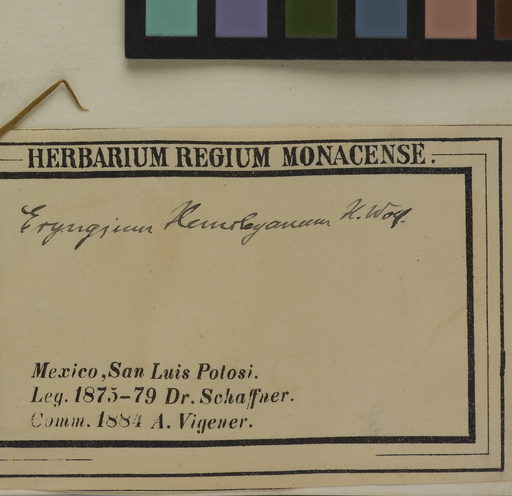 HERBARIUM REGIUM MONACENSE.
Eryngium Hemsleyanum H. Wolf.
Mexico, San Luis Potosi.
Leg. 1875-79 Dr. Schaffner.
Comm. 1884 A. Vigener.